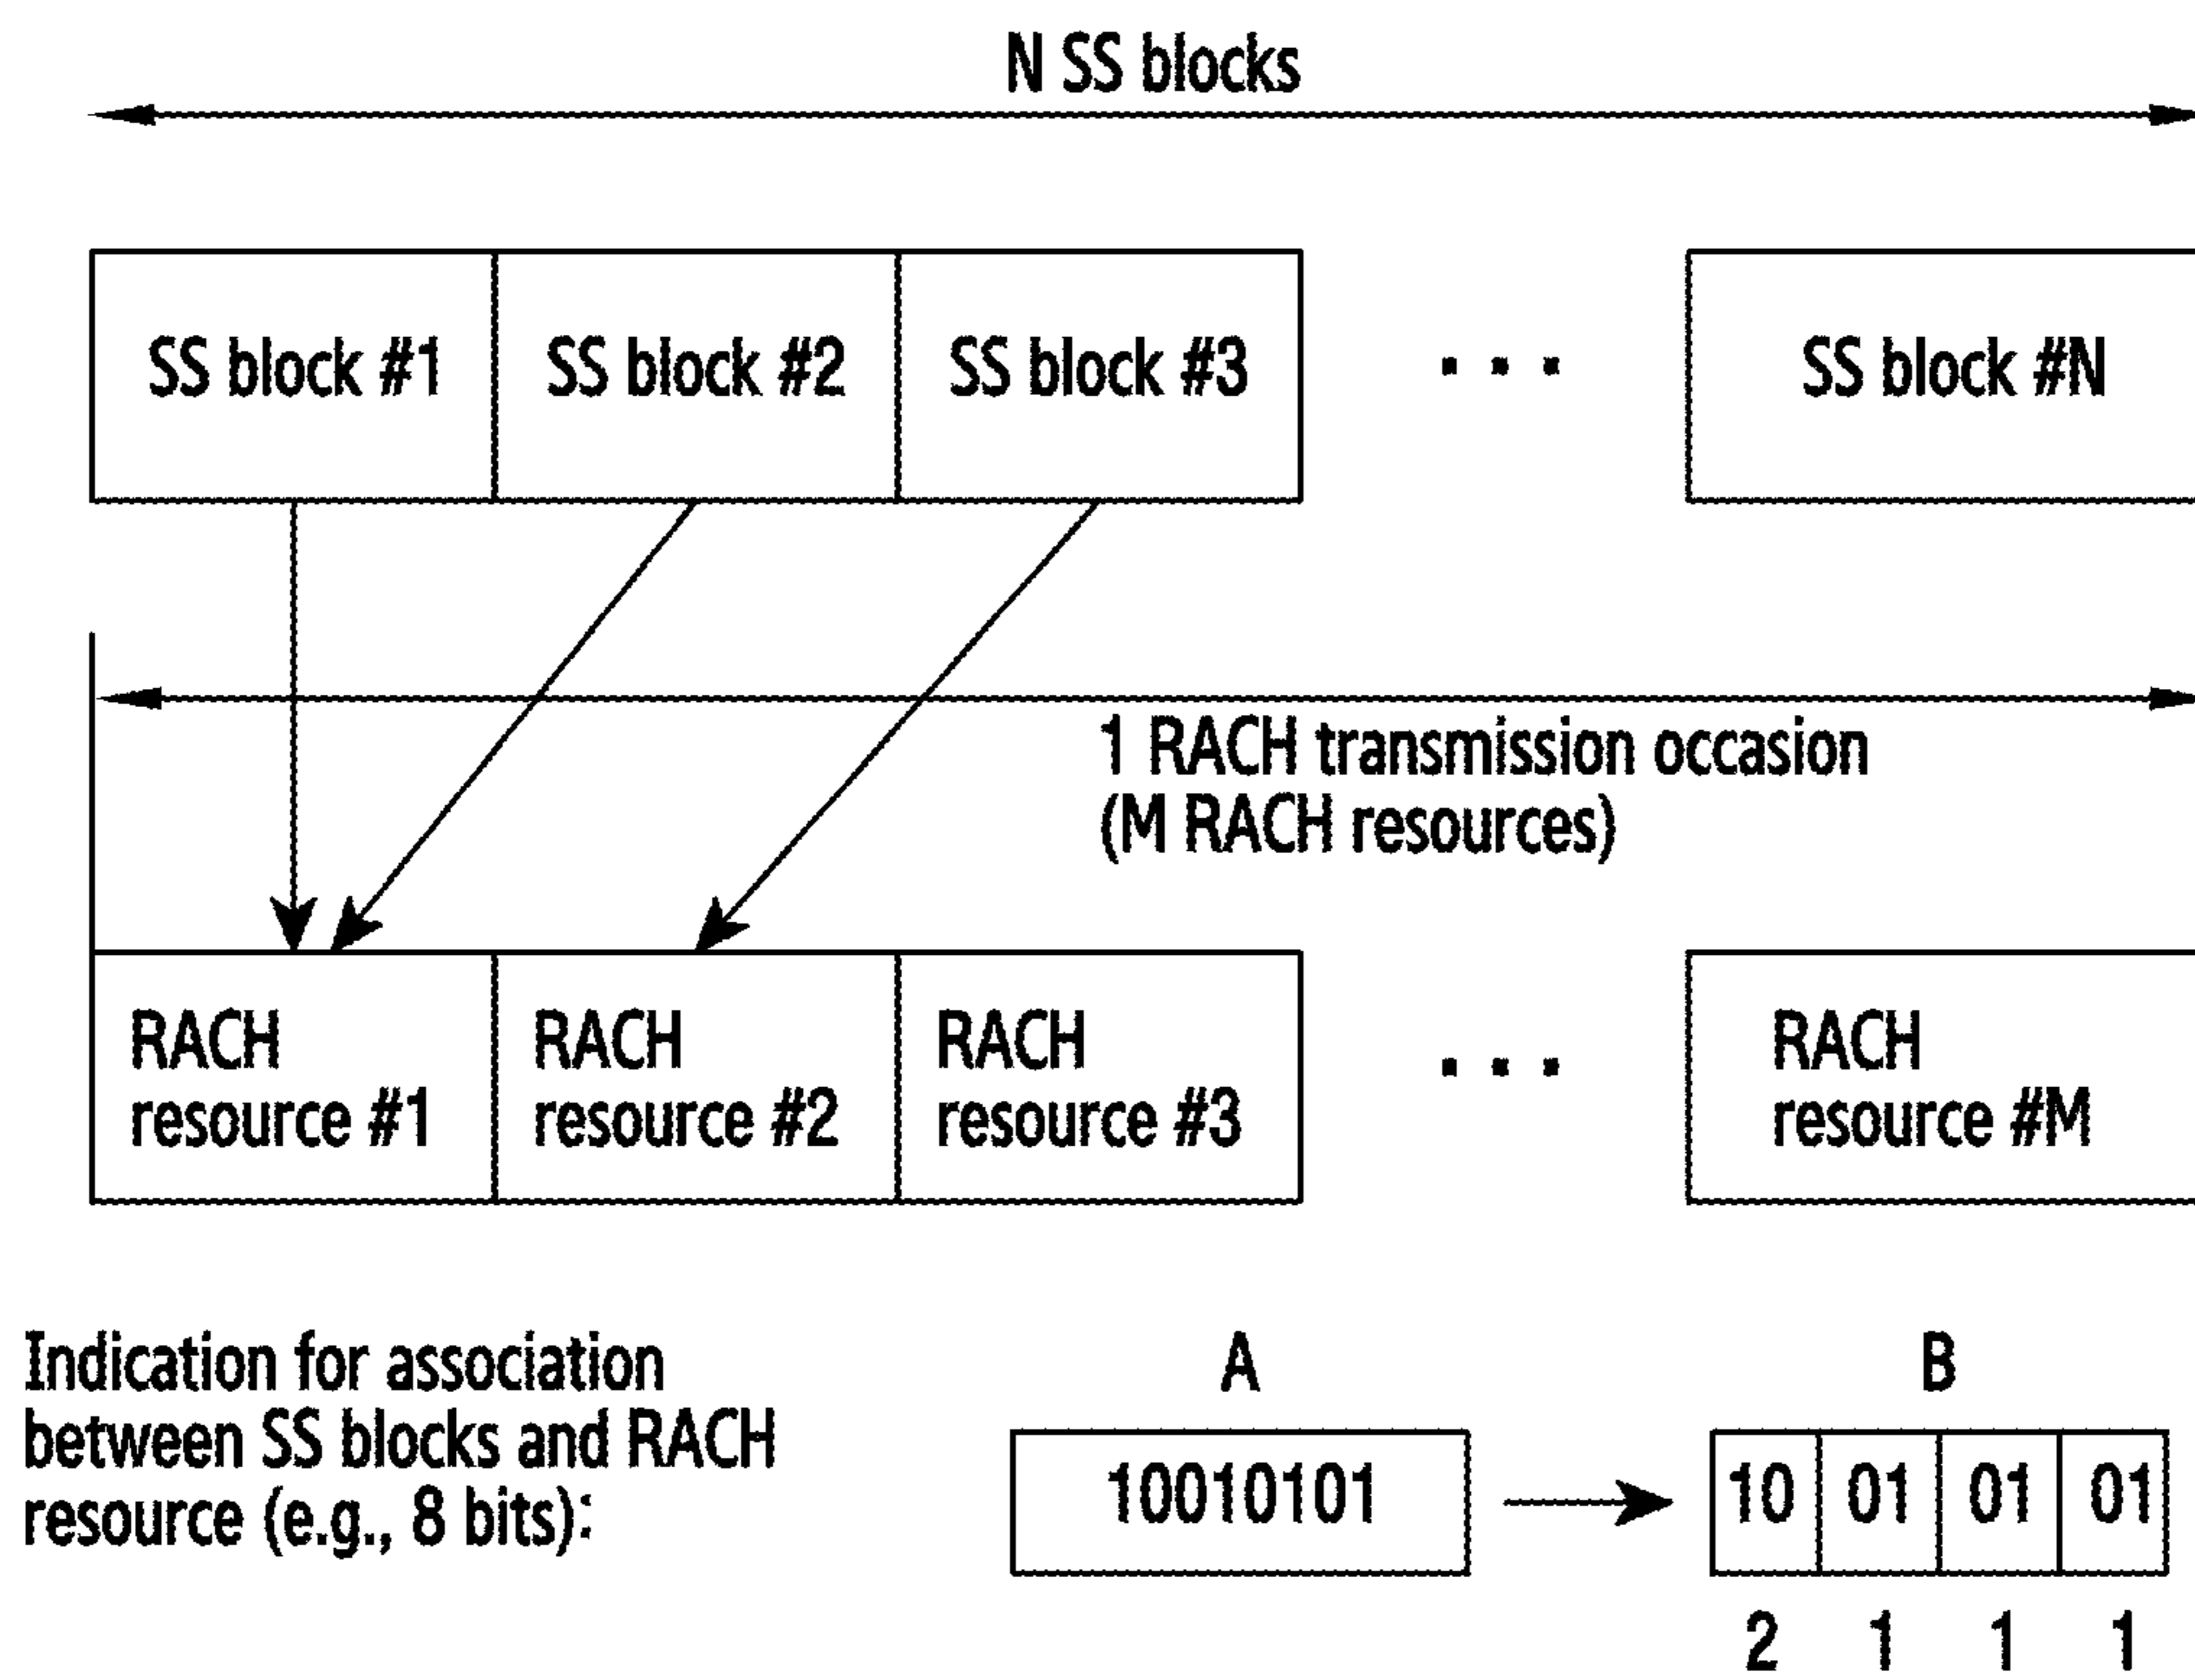 N SS blocks
SS block #1 SS block #2 SS block #3 ... SS block #N
1 RACH transmission occasion
(M RACH resources)
RACH
resource #1
RACH
resource #2
RACH
resource #3
...
RACH
resource #M
Indication for association
between SS blocks and RACH
resource (e.g., 8 bits):
A
10010101
B
10 01 01 01
2 1 1 1